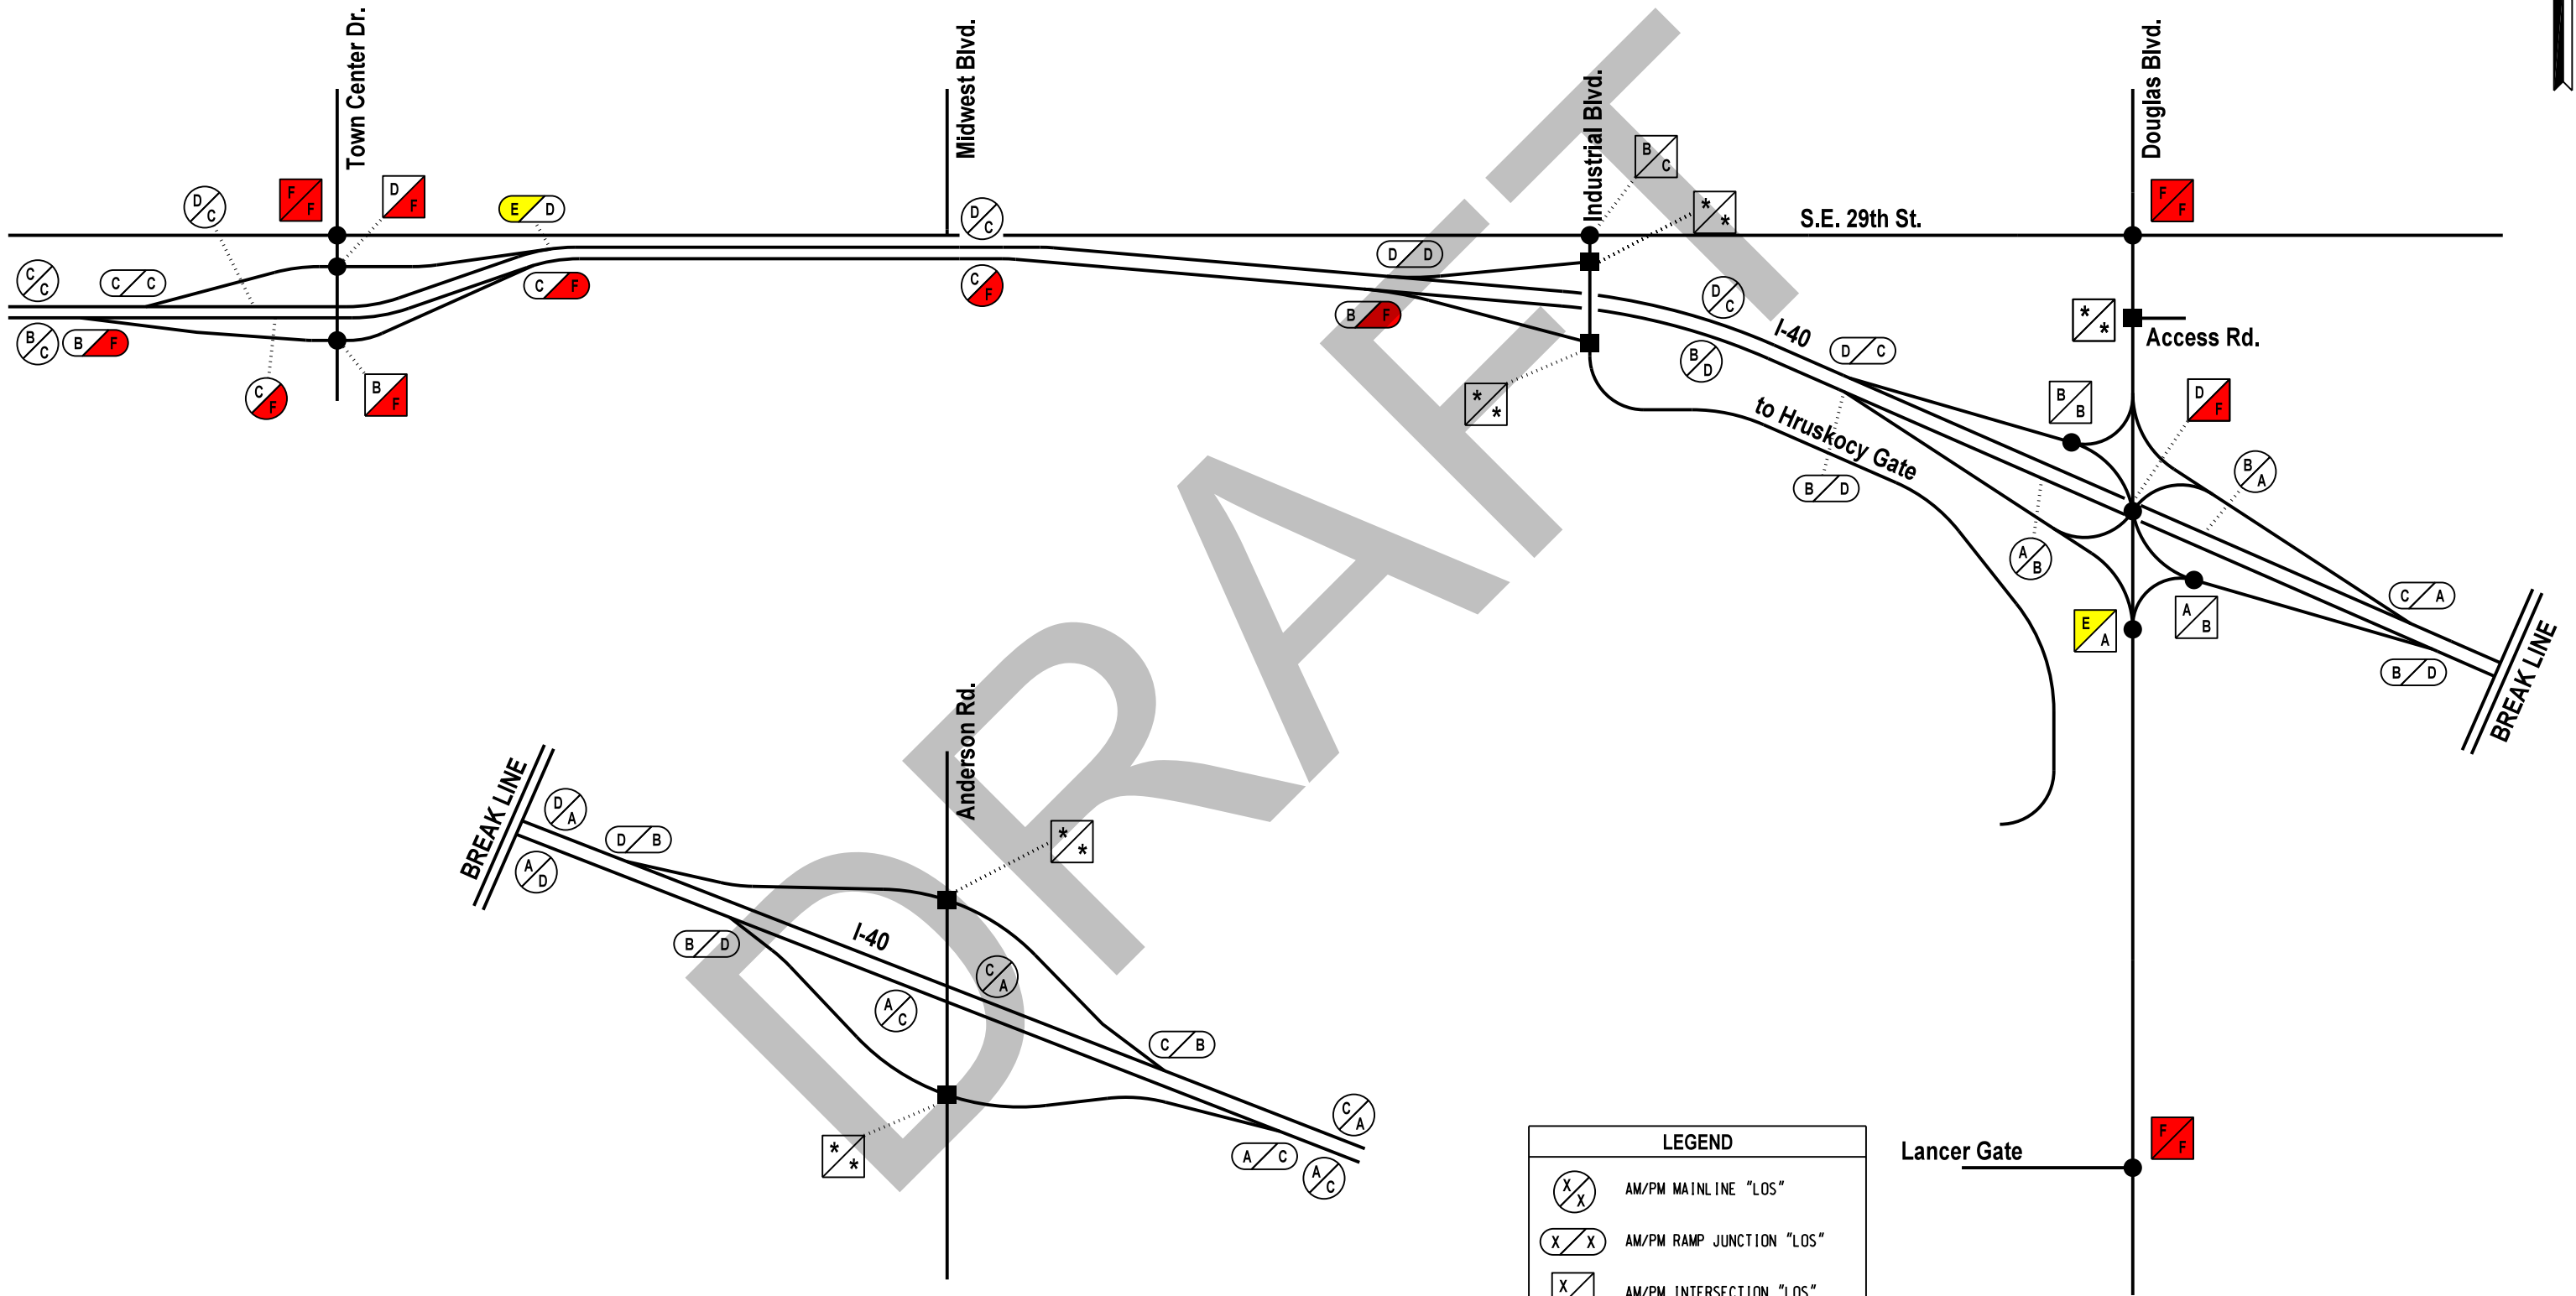 Town Center Dr.
Midwest Blvd.
Industrial Blvd.
Douglas Blvd.
B C
F F
D F
D C
E D
D C
* *
S.E. 29th St.
F F
C C
C C
D D
C F
C F
D C
B C
B F
B F
I-40
B D
D C
* *
Access Rd.
C F
B F
* *
to Hruskocy Gate
B B
D F
B D
B A
A B
C A
E A
A B
B D
BREAK LINE
DRAFT
Anderson Rd.
BREAK LINE
D A
D B
* *
A D
B D
I-40
C A
A C
C B
C A
A C
A C
* *
LEGEND
X X AM/PM MAINLINE "LOS"
X X AM/PM RAMP JUNCTION "LOS"
X AM/PM INTERSECTION "LOS"
Lancer Gate
F F